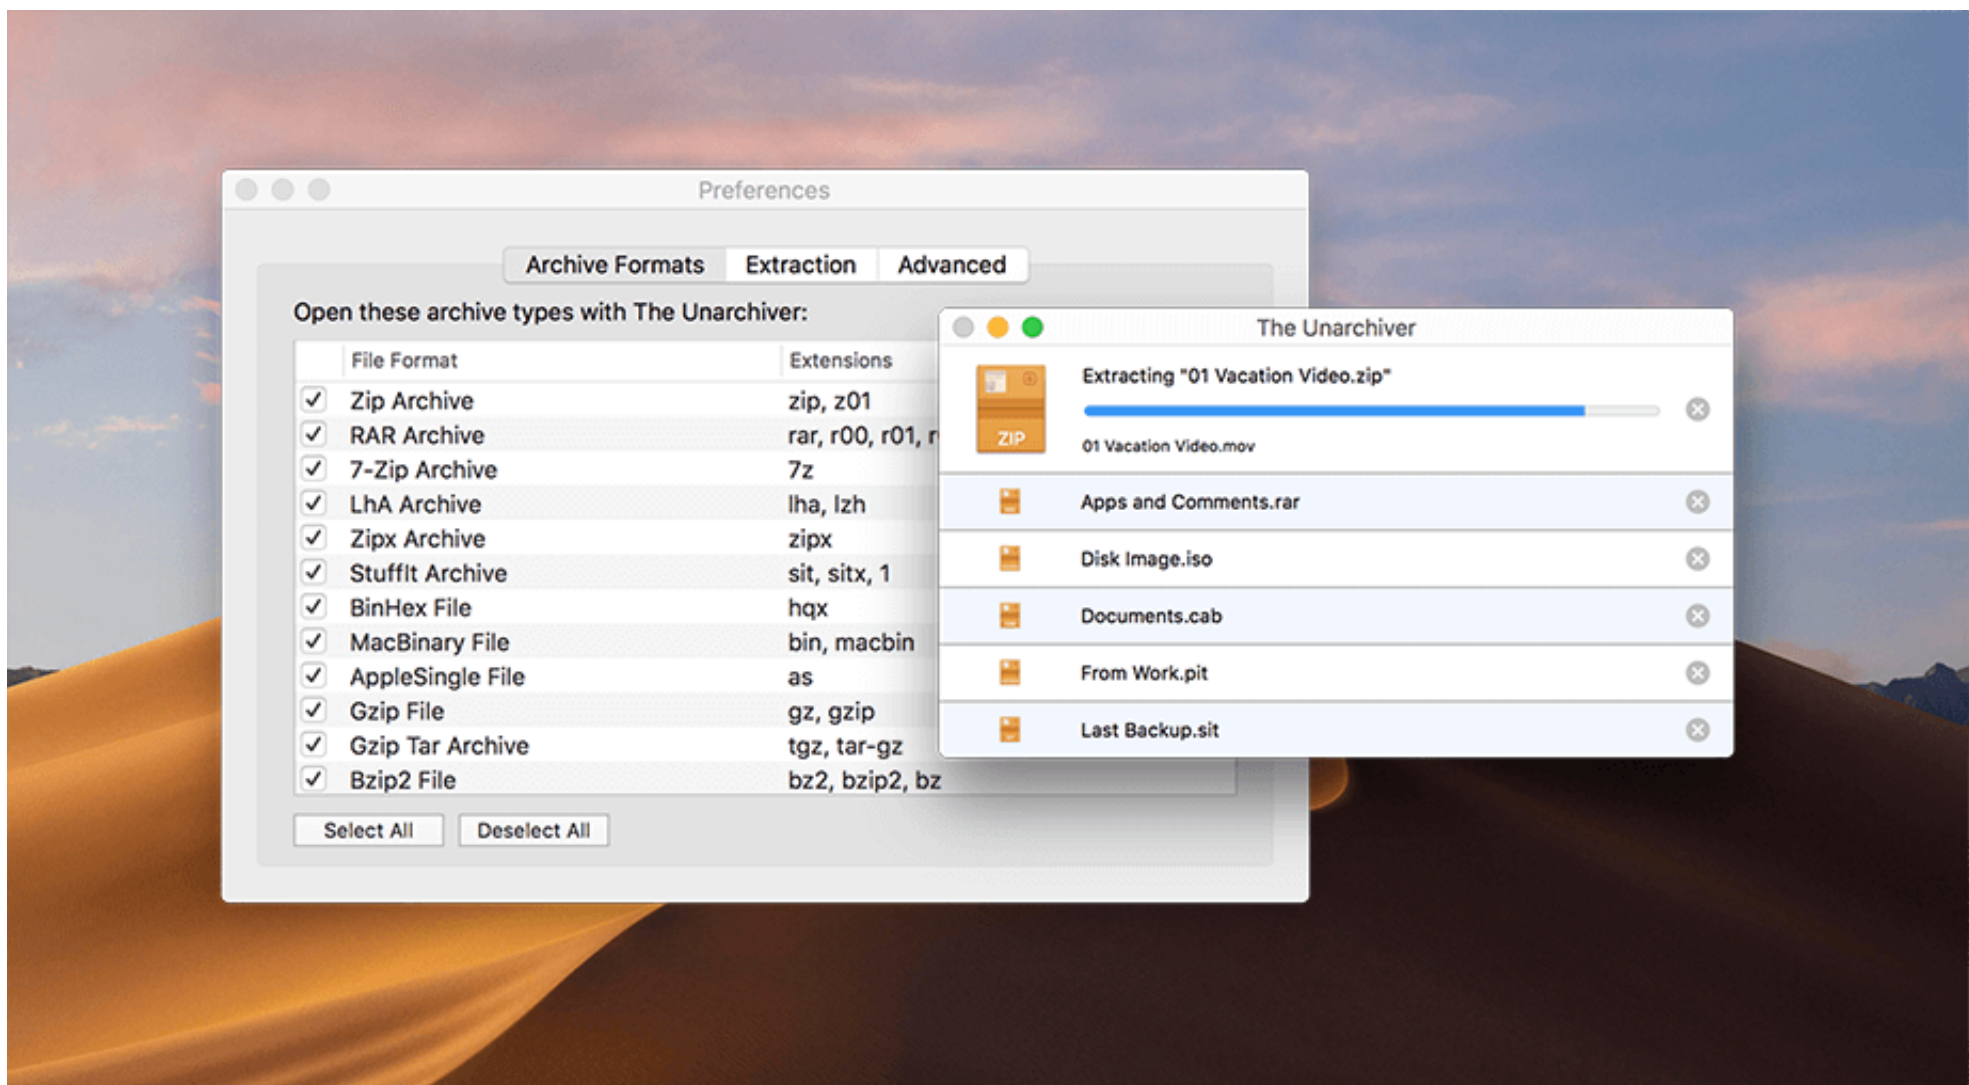 Preferences
Archive Formats Extraction Advanced
Open these archive types with The Unarchiver:
File Format Extensions
Zip Archive zip, z01
RAR Archive rar, r00, r01,
7-Zip Archive 7z
LhA Archive lha, lzh
Zipx Archive zipx
StuffIt Archive sit, sitx, 1
BinHex File hqx
MacBinary File bin, macbin
AppleSingle File as
Gzip File gz, gzip
Gzip Tar Archive tgz, tar-gz
Bzip2 File bz2, bzip2, bz
Select All Deselect All
The Unarchiver
Extracting "01 Vacation Video.zip"
ZIP
01 Vacation Video.mov
Apps and Comments.rar
Disk Image.iso
Documents.cab
From Work.pit
Last Backup.sit